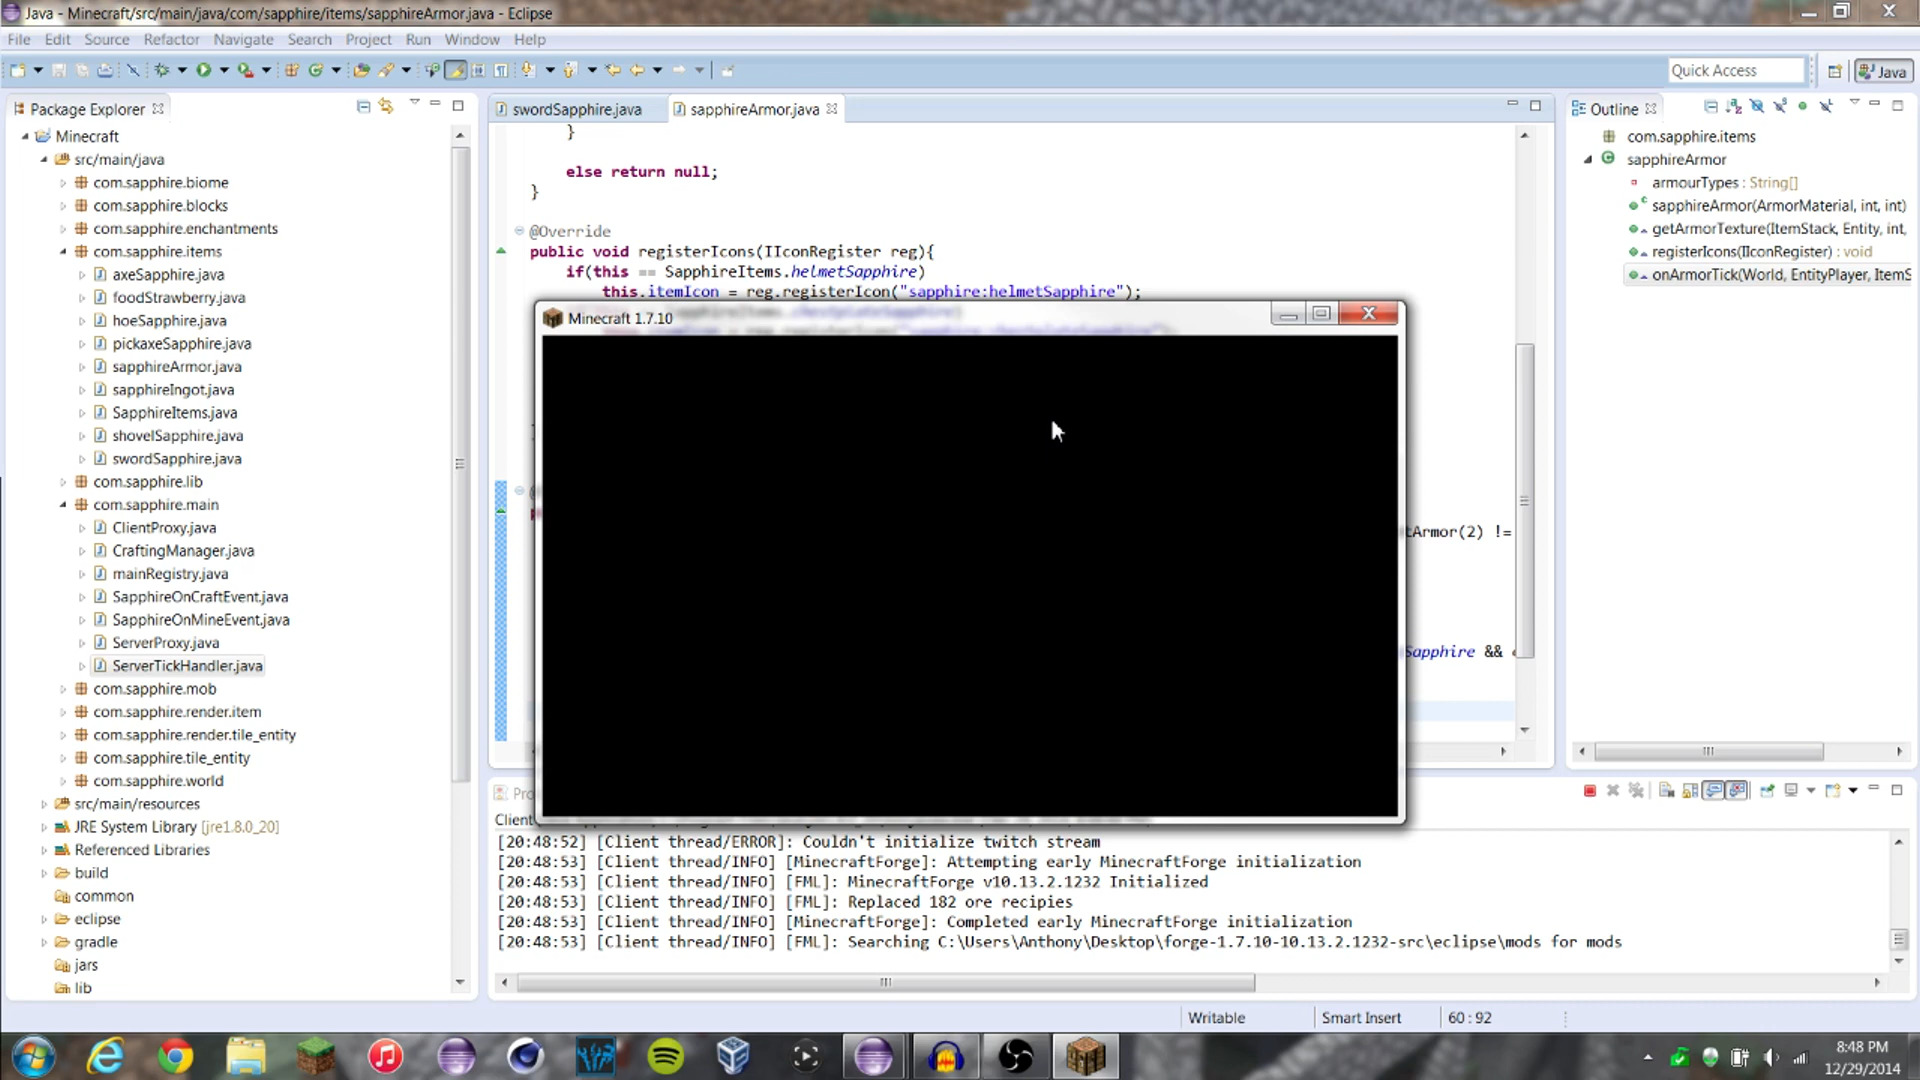 Java - Minecraft/src/main/java/com/sapphire/items/sapphireArmor.java - Eclipse
File Edit Source Refactor Navigate Search Project Run Window Help
Quick Access
Java
Package Explorer
Minecraft
src/main/java
com.sapphire.biome
com.sapphire.blocks
com.sapphire.enchantments
com.sapphire.items
axeSapphire.java
foodStrawberry.java
hoeSapphire.java
pickaxeSapphire.java
sapphireArmor.java
sapphireIngot.java
SapphireItems.java
shovelSapphire.java
swordSapphire.java
com.sapphire.lib
com.sapphire.main
ClientProxy.java
CraftingManager.java
mainRegistry.java
SapphireOnCraftEvent.java
SapphireOnMineEvent.java
ServerProxy.java
ServerTickHandler.java
com.sapphire.mob
com.sapphire.render.item
com.sapphire.render.tile_entity
com.sapphire.tile_entity
com.sapphire.world
src/main/resources
JRE System Library [jre1.8.0_20]
Referenced Libraries
build
common
eclipse
gradle
jars
lib
swordSapphire.java
sapphireArmor.java
}
else return null;
}
@Override
public void registerIcons(IIconRegister reg){
if(this == SapphireItems.helmetSapphire)
this.itemIcon = reg.registerIcon("sapphire:helmetSapphire");
Minecraft 1.7.10
tArmor(2) !=
Sapphire &&
Outline
com.sapphire.items
sapphireArmor
armourTypes : String[]
sapphireArmor(ArmorMaterial, int, int)
getArmorTexture(ItemStack, Entity, int,
registerIcons(IIconRegister) : void
onArmorTick(World, EntityPlayer, ItemS
[20:48:52] [Client thread/ERROR]: Couldn't initialize twitch stream
[20:48:53] [Client thread/INFO] [MinecraftForge]: Attempting early MinecraftForge initialization
[20:48:53] [Client thread/INFO] [FML]: MinecraftForge v10.13.2.1232 Initialized
[20:48:53] [Client thread/INFO] [FML]: Replaced 182 ore recipies
[20:48:53] [Client thread/INFO] [MinecraftForge]: Completed early MinecraftForge initialization
[20:48:53] [Client thread/INFO] [FML]: Searching C:\Users\Anthony\Desktop\forge-1.7.10-10.13.2.1232-src\eclipse\mods for mods
Writable Smart Insert 60 : 92
8:48 PM
12/29/2014